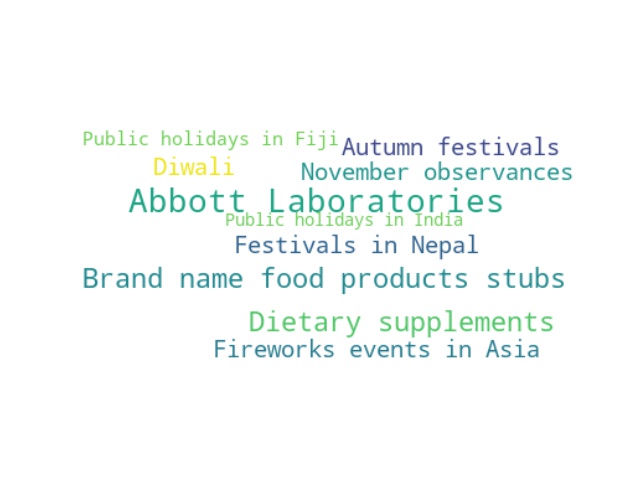 Public holidays in Fiji
Autumn festivals
Diwali
November observances
Abbott Laboratories
Public holidays in India
Festivals in Nepal
Brand name food products stubs
Dietary supplements
Fireworks events in Asia